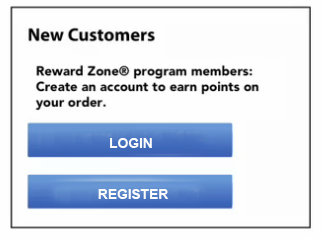 New Customers
Reward Zone® program members:
Create an account to earn points on
your order.
LOGIN
REGISTER